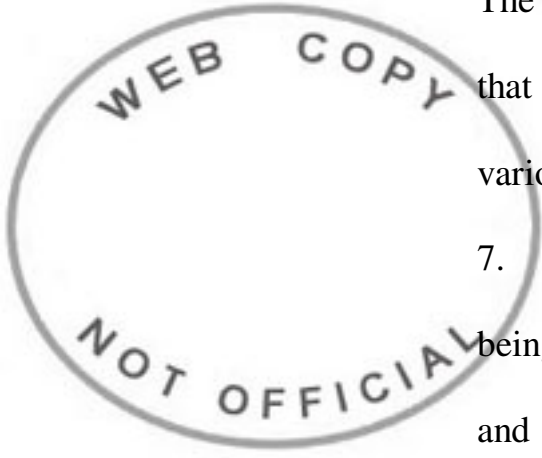 WEB COPY
The
that
vario
7.
bein
and
NOT OFFICIAL